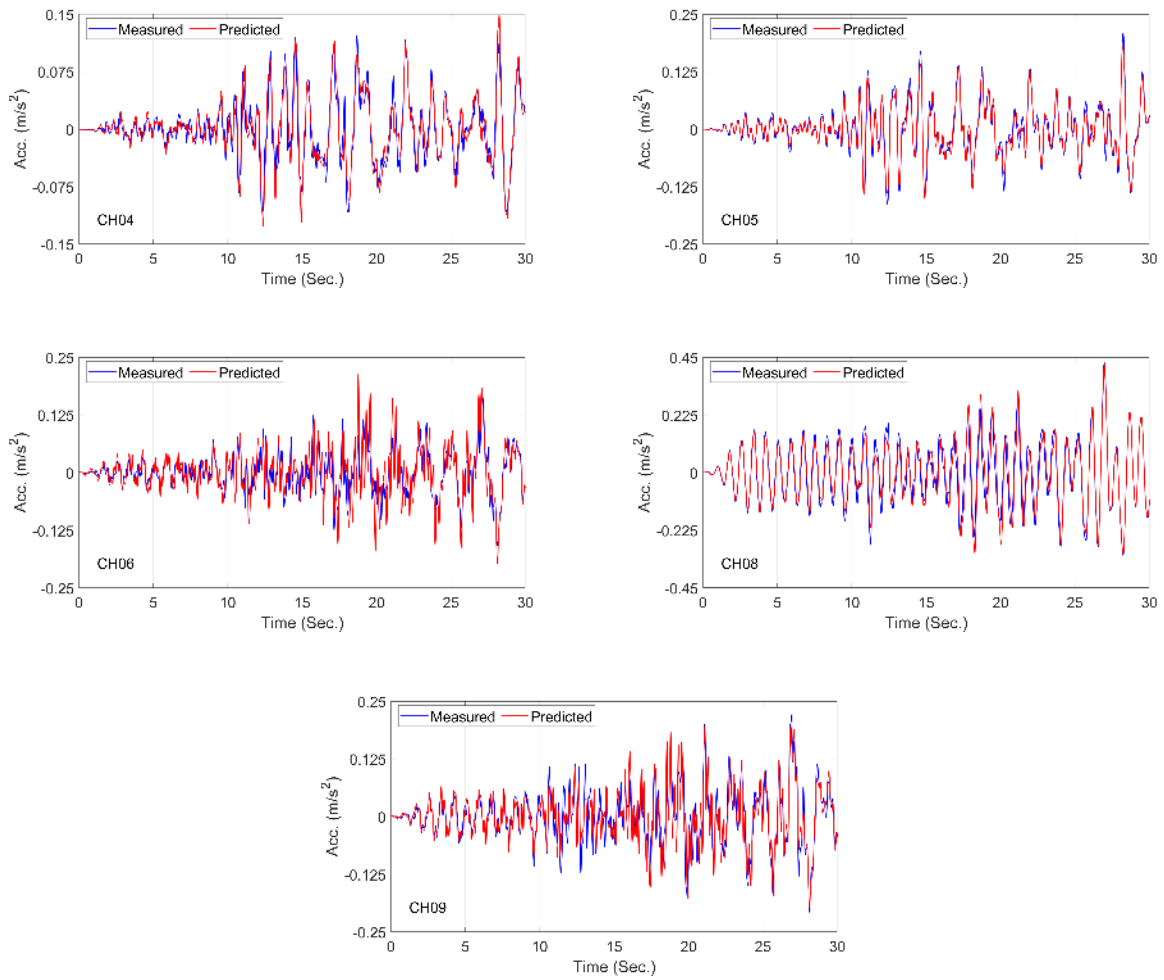 0.15
Measured Predicted
0.075
Acc. (m/s²)
0
-0.075
CH04
-0.15
0 5 10 15 20 25 30
Time (Sec.)
0.25
Measured Predicted
0.125
Acc. (m/s²)
0
-0.125
CH05
-0.25
0 5 10 15 20 25 30
Time (Sec.)
0.25
Measured Predicted
0.125
Acc. (m/s²)
0
-0.125
CH06
-0.25
0 5 10 15 20 25 30
Time (Sec.)
0.45
Measured Predicted
0.225
Acc. (m/s²)
0
-0.225
CH08
-0.45
0 5 10 15 20 25 30
Time (Sec.)
0.25
Measured Predicted
0.125
Acc. (m/s²)
0
-0.125
CH09
-0.25
0 5 10 15 20 25 30
Time (Sec.)